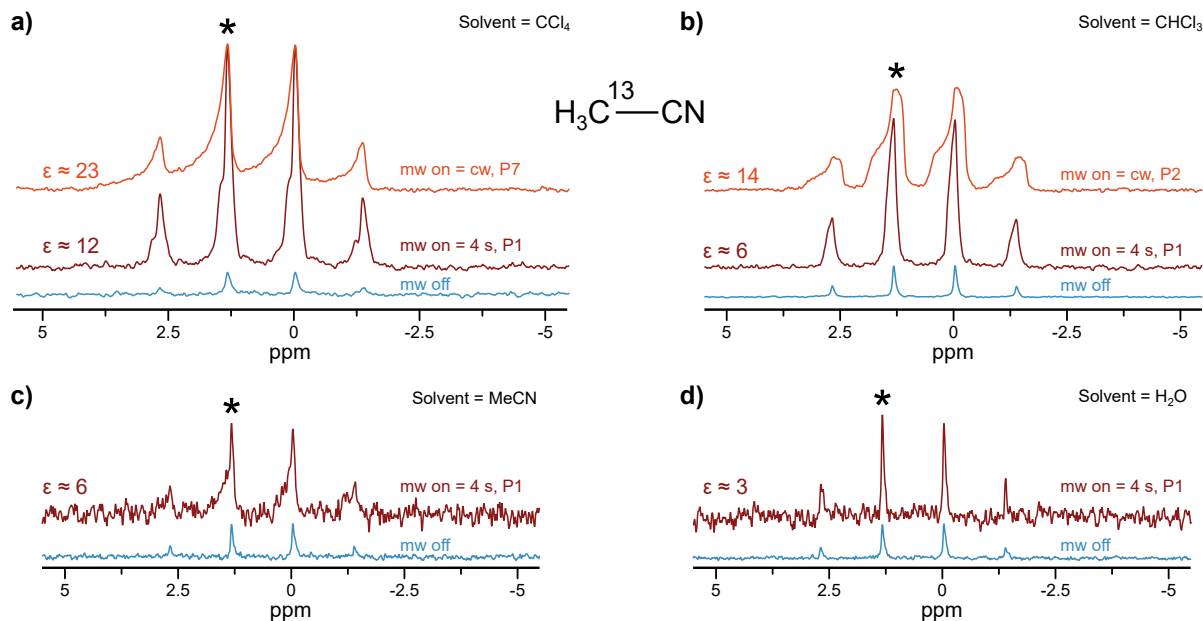 a)
*
Solvent = CCl4
ε ≈ 23
mw on = cw, P7
ε ≈ 12
mw on = 4 s, P1
mw off
5 2.5 0 -2.5 -5
ppm
H3C13—CN
b)
*
Solvent = CHCl3
ε ≈ 14
mw on = cw, P2
ε ≈ 6
mw on = 4 s, P1
mw off
5 2.5 0 -2.5 -5
ppm
c)
*
Solvent = MeCN
ε ≈ 6
mw on = 4 s, P1
mw off
5 2.5 0 -2.5 -5
ppm
d)
*
Solvent = H2O
ε ≈ 3
mw on = 4 s, P1
mw off
5 2.5 0 -2.5 -5
ppm